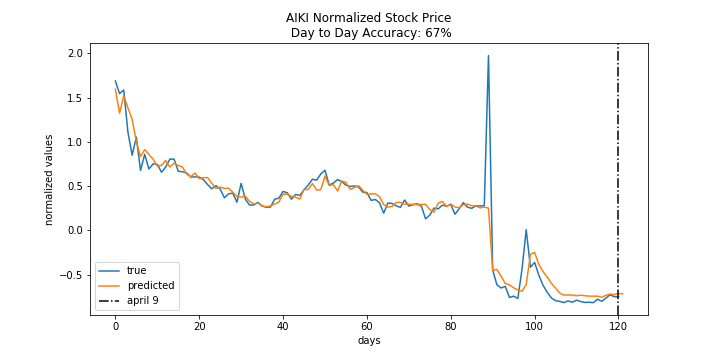 AIKI Normalized Stock Price
Day to Day Accuracy: 67%
normalized values
2.0
1.5
1.0
0.5
0.0
−0.5
true
predicted
april 9
0 20 40 60 80 100 120
days